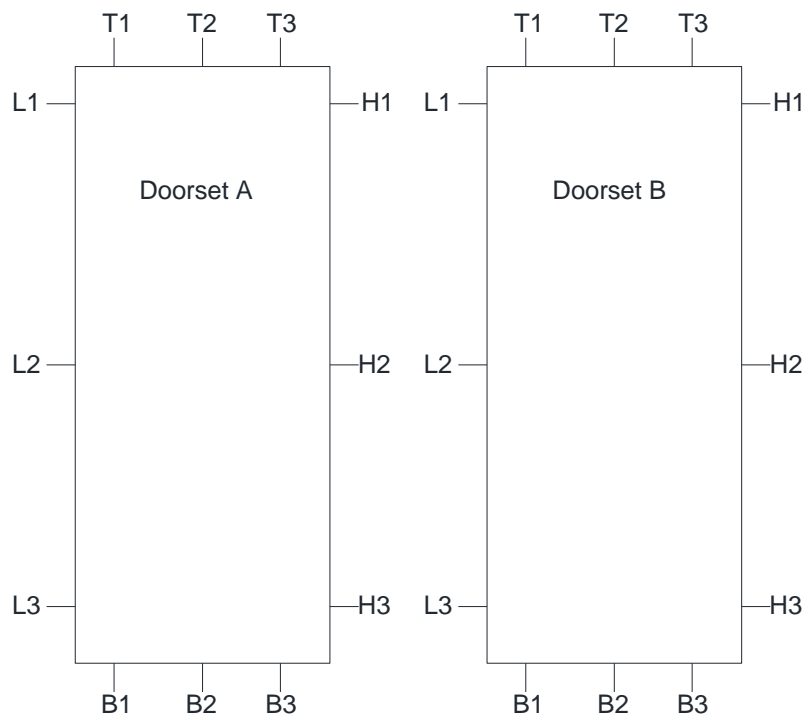 T1 T2 T3 T1 T2 T3
L1 H1 L1 H1
Doorset A Doorset B
L2 H2 L2 H2
L3 H3 L3 H3
B1 B2 B3 B1 B2 B3